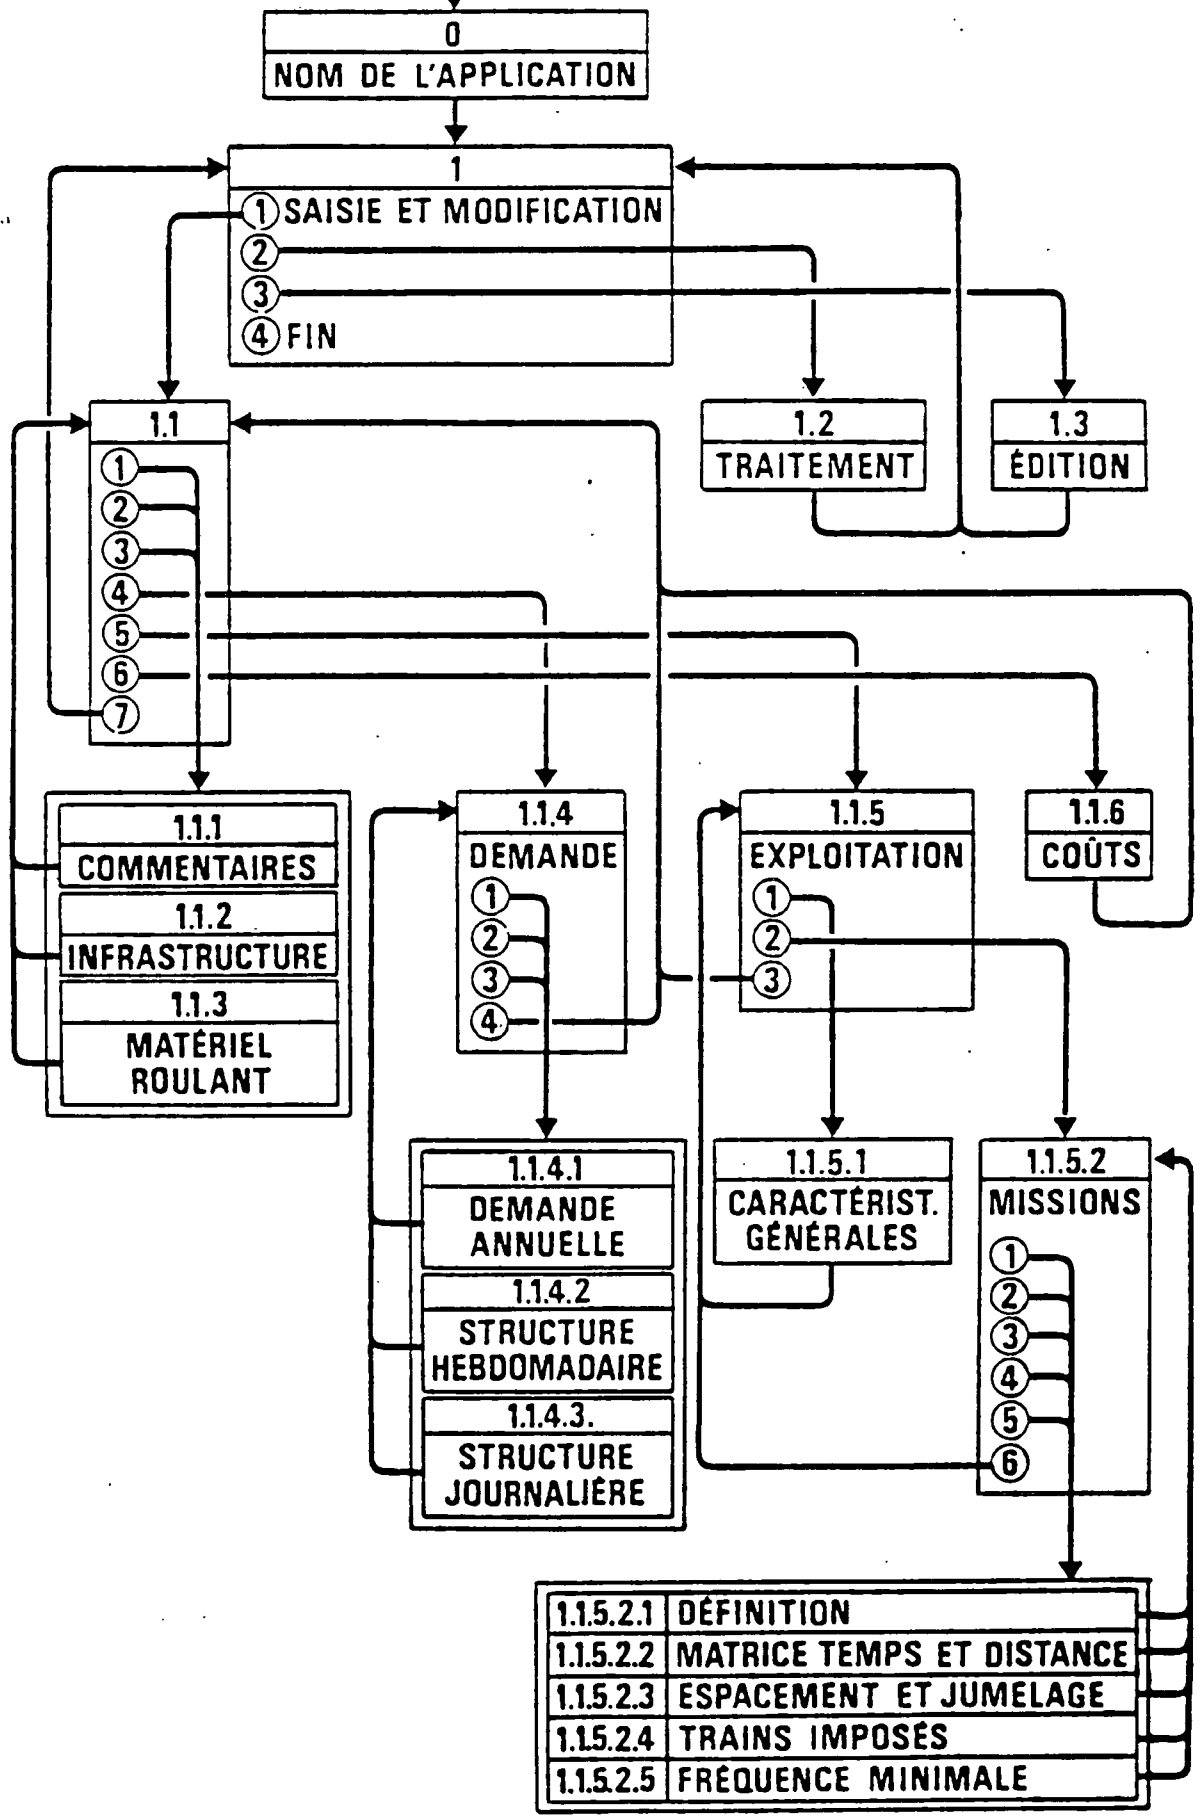 0
NOM DE L'APPLICATION
1
① SAISIE ET MODIFICATION
②
③
④ FIN
1.1
①
②
③
④
⑤
⑥
⑦
1.2
TRAITEMENT
1.3
ÉDITION
1.1.1
COMMENTAIRES
1.1.2
INFRASTRUCTURE
1.1.3
MATÉRIEL
ROULANT
1.1.4
DEMANDE
①
②
③
④
1.1.5
EXPLOITATION
①
②
③
1.1.6
COÛTS
1.1.4.1
DEMANDE
ANNUELLE
1.1.4.2
STRUCTURE
HEBDOMADAIRE
1.1.4.3.
STRUCTURE
JOURNALIÈRE
1.1.5.1
CARACTÉRIST.
GÉNÉRALES
1.1.5.2
MISSIONS
①
②
③
④
⑤
⑥
1.1.5.2.1 DÉFINITION
1.1.5.2.2 MATRICE TEMPS ET DISTANCE
1.1.5.2.3 ESPACEMENT ET JUMELAGE
1.1.5.2.4 TRAINS IMPOSÉS
1.1.5.2.5 FRÉQUENCE MINIMALE